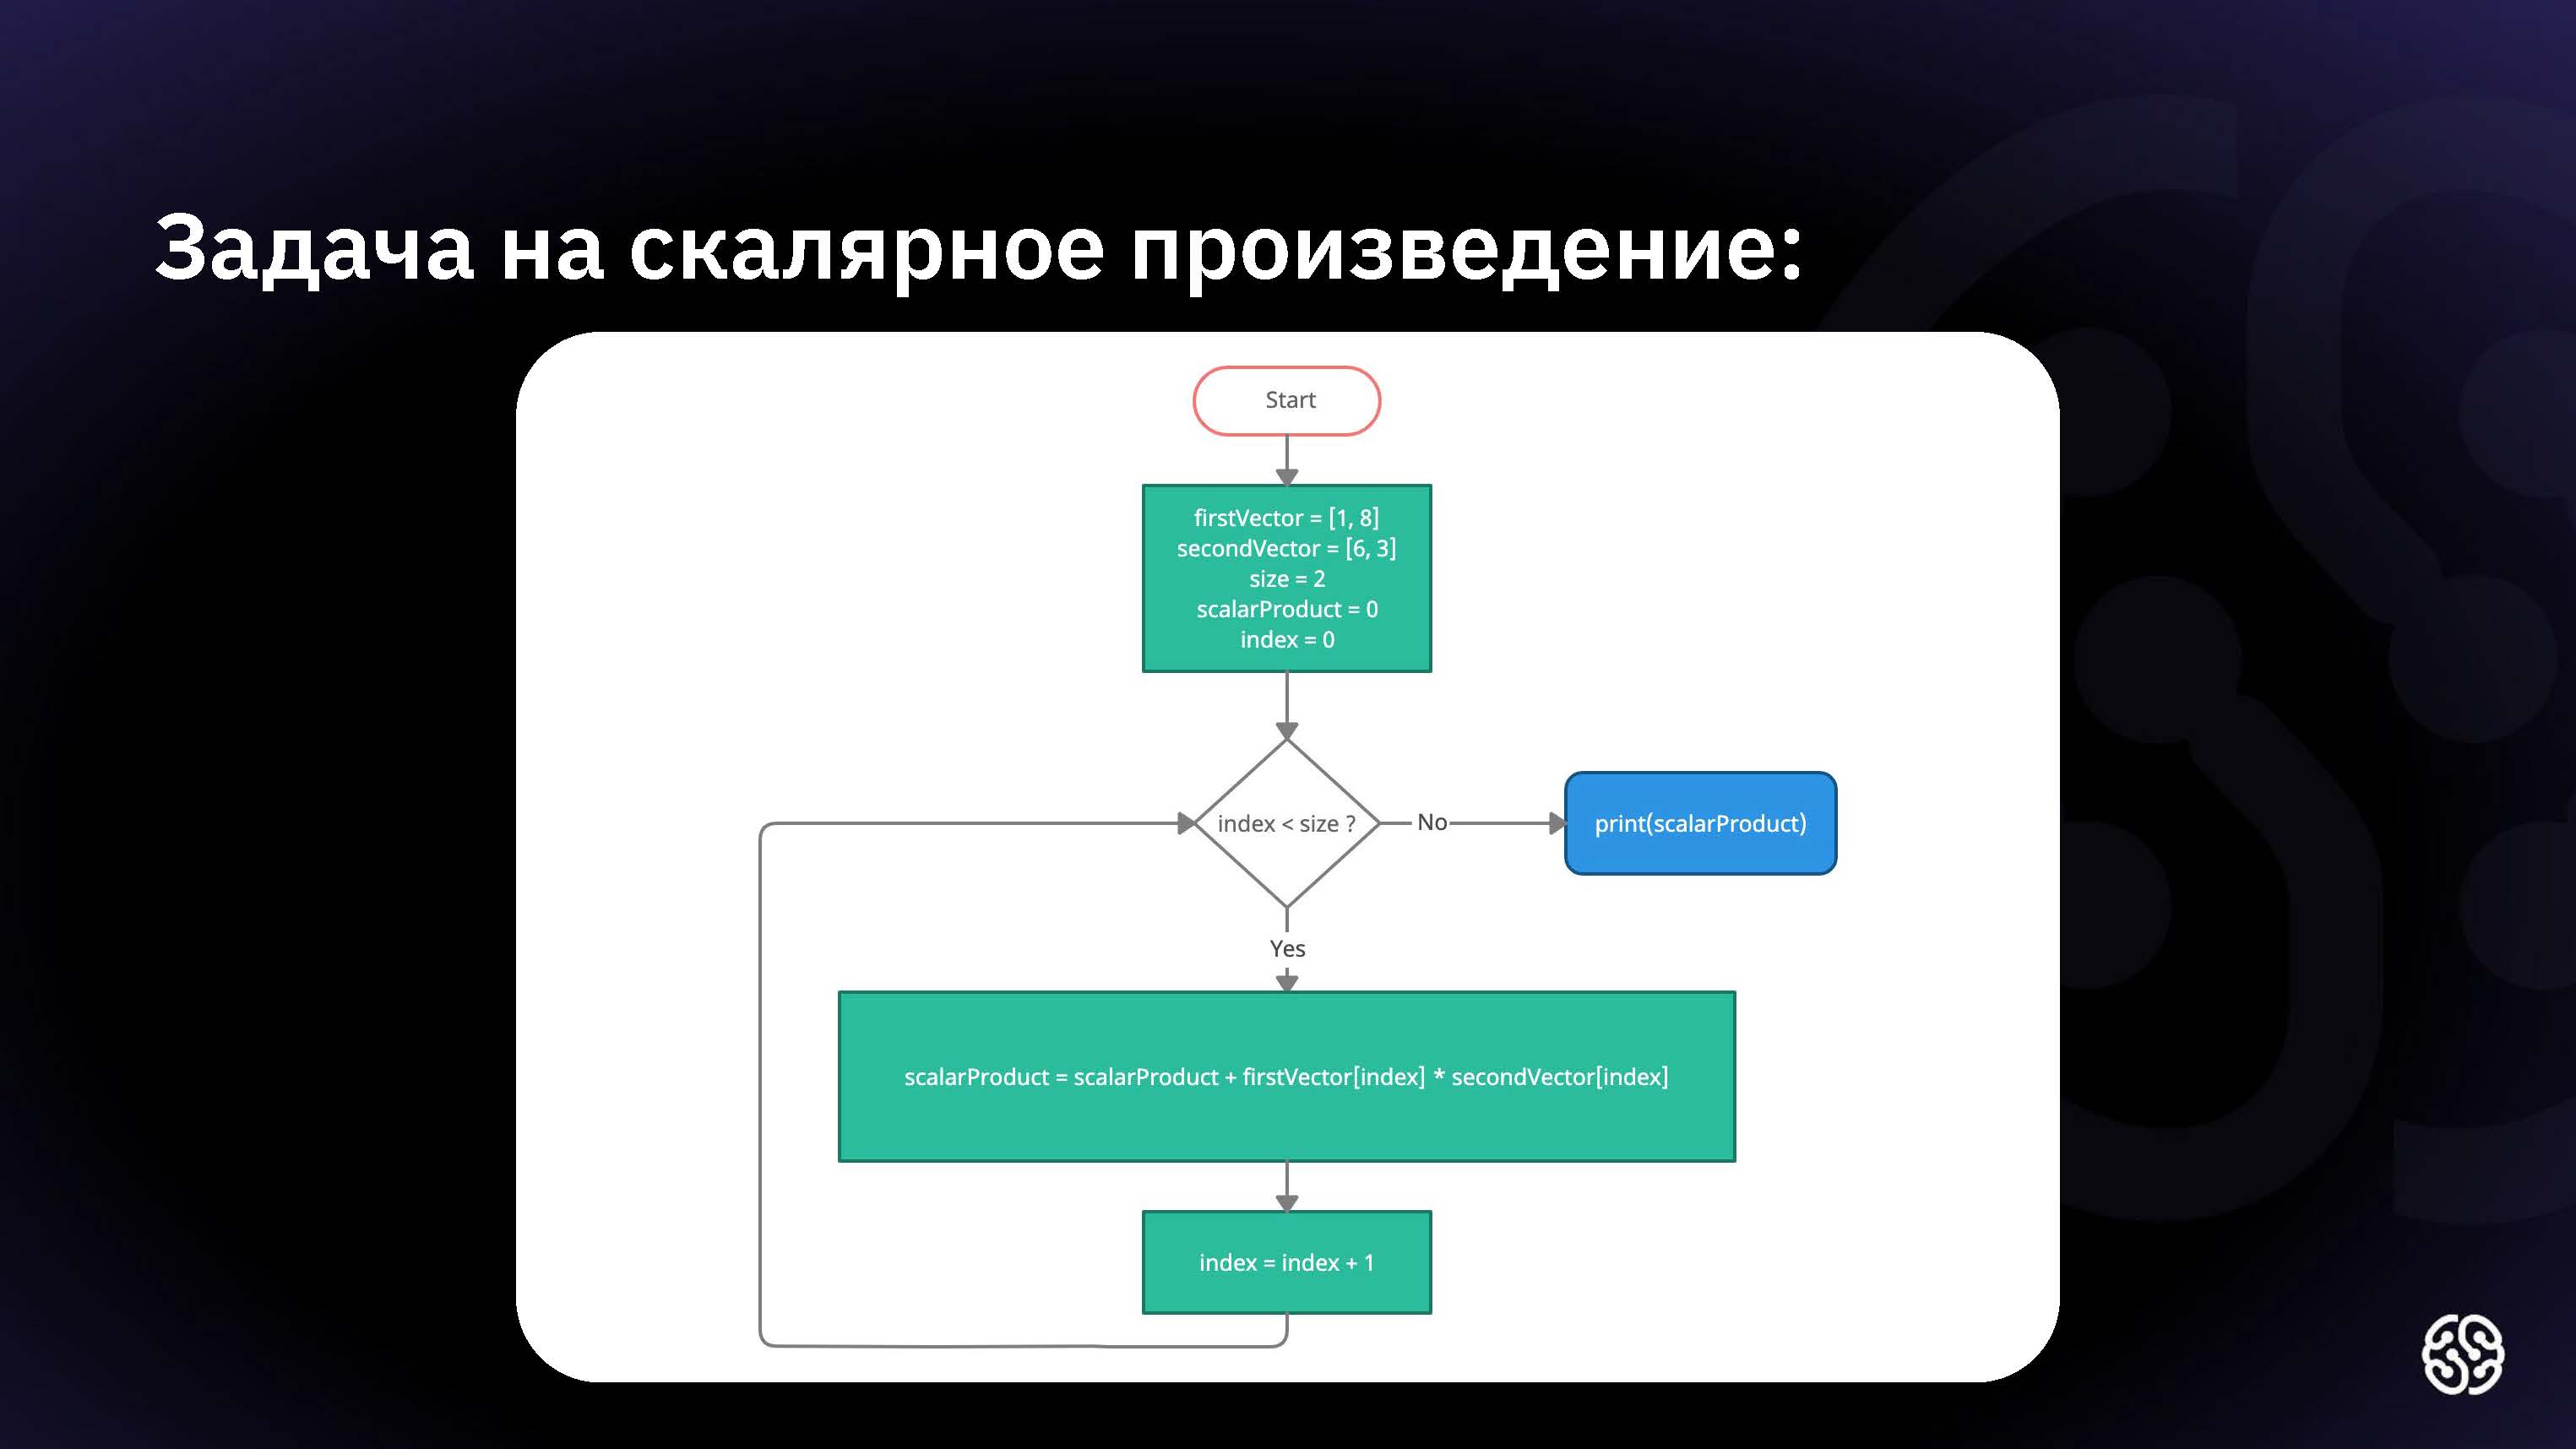 Задача на скалярное произведение:
Start
firstVector = [1, 8]
secondVector = [6, 3]
size = 2
scalarProduct = 0
index = 0
index < size ?
No
print(scalarProduct)
Yes
scalarProduct = scalarProduct + firstVector[index] * secondVector[index]
index = index + 1